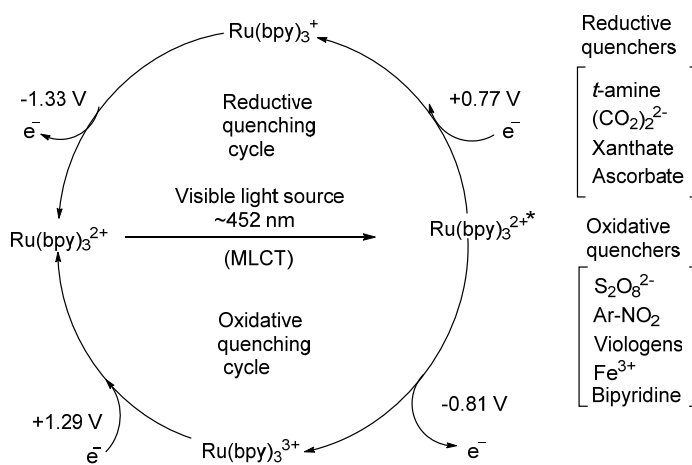 Ru(bpy)₃⁺
Reductive
quenchers
-1.33 V
e⁻
Reductive
quenching
cycle
+0.77 V
e⁻
t-amine
(CO₂)₂²⁻
Xanthate
Ascorbate
Visible light source
~452 nm
Ru(bpy)₃²⁺
(MLCT)
Ru(bpy)₃²⁺*
Oxidative
quenchers
Oxidative
quenching
cycle
S₂O₈²⁻
Ar-NO₂
Viologens
Fe³⁺
Bipyridine
+1.29 V
e⁻
Ru(bpy)₃³⁺
-0.81 V
e⁻